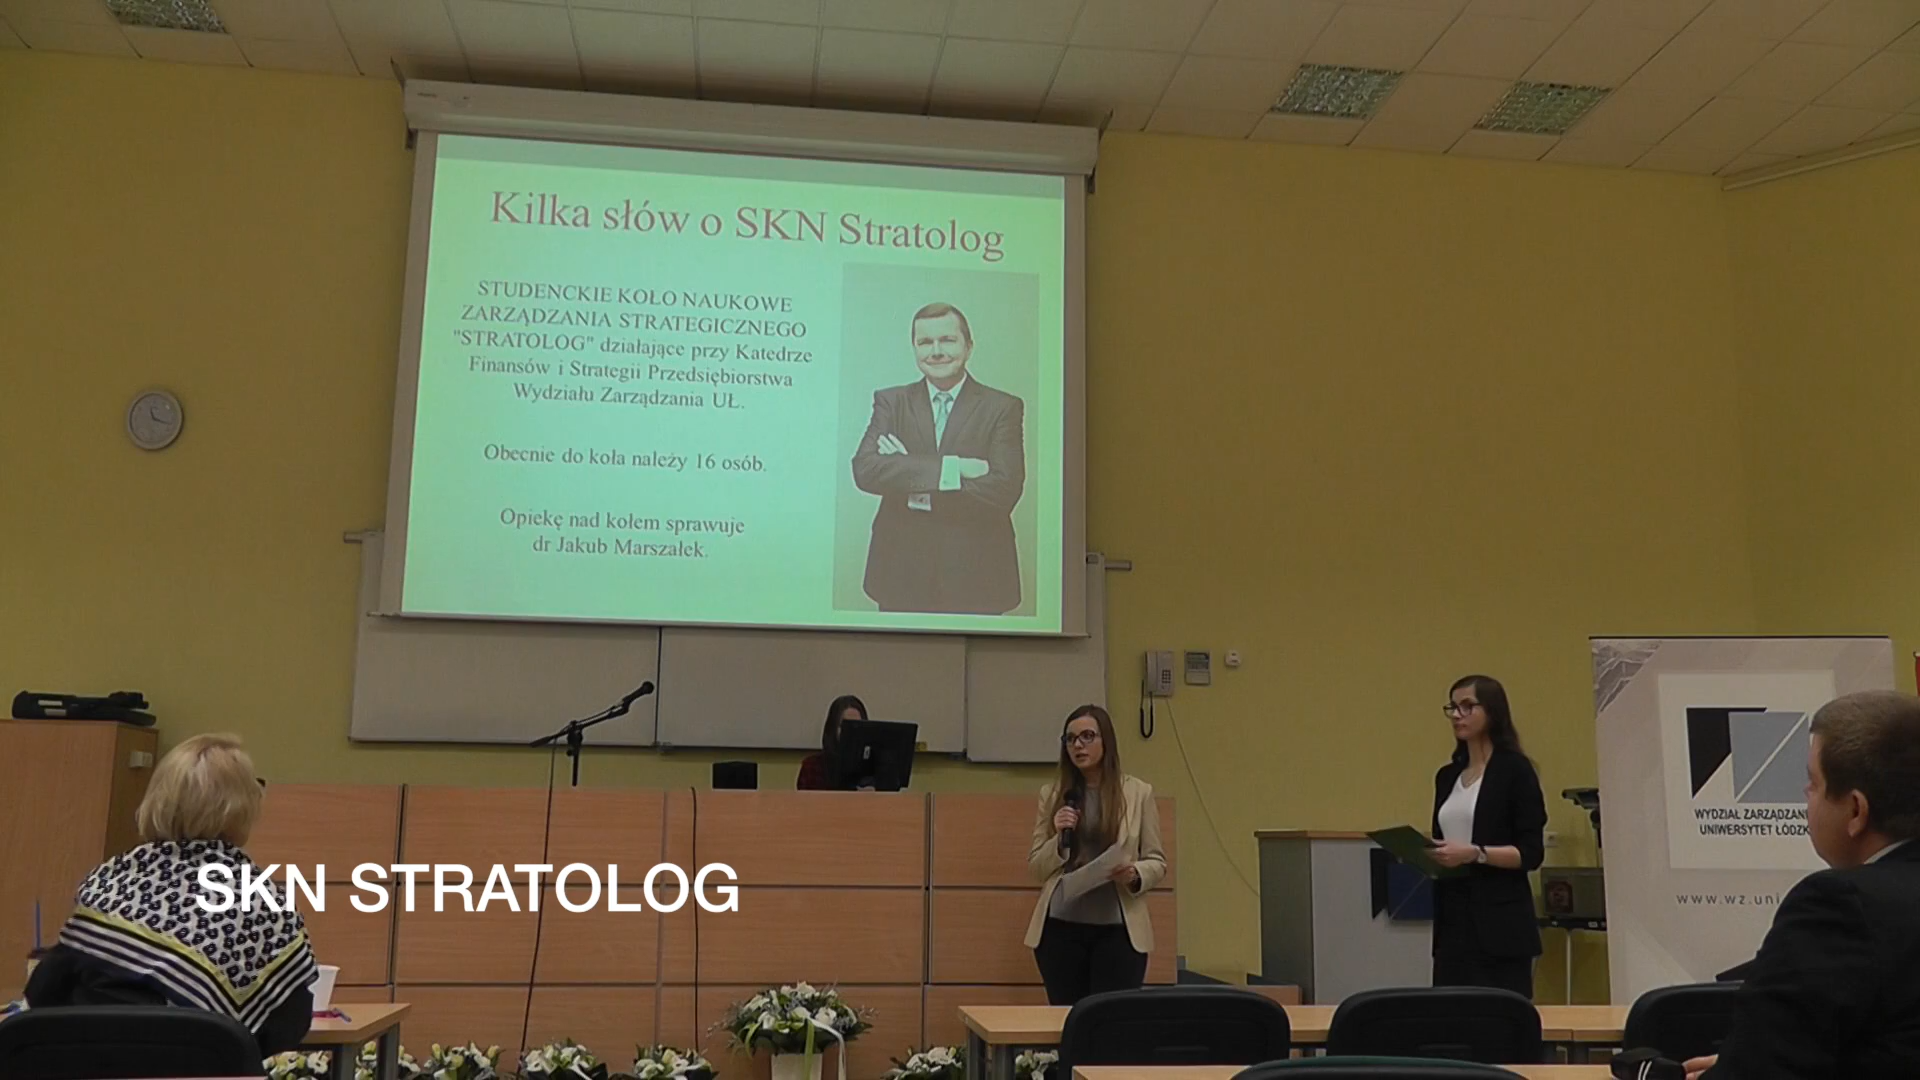 Kilka słów o SKN Stratolog
STUDENCKIE KOŁO NAUKOWE
ZARZĄDZANIA STRATEGICZNEGO
"STRATOLOG" działające przy Katedrze
Finansów i Strategii Przedsiębiorstwa
Wydziału Zarządzania UŁ.
Obecnie do koła należy 16 osób.
Opiekę nad kołem sprawuje
dr Jakub Marszałek.
WYDZIAŁ ZARZĄDZAN
UNIWERSYTET ŁÓDZK
www.wz.uni
SKN STRATOLOG